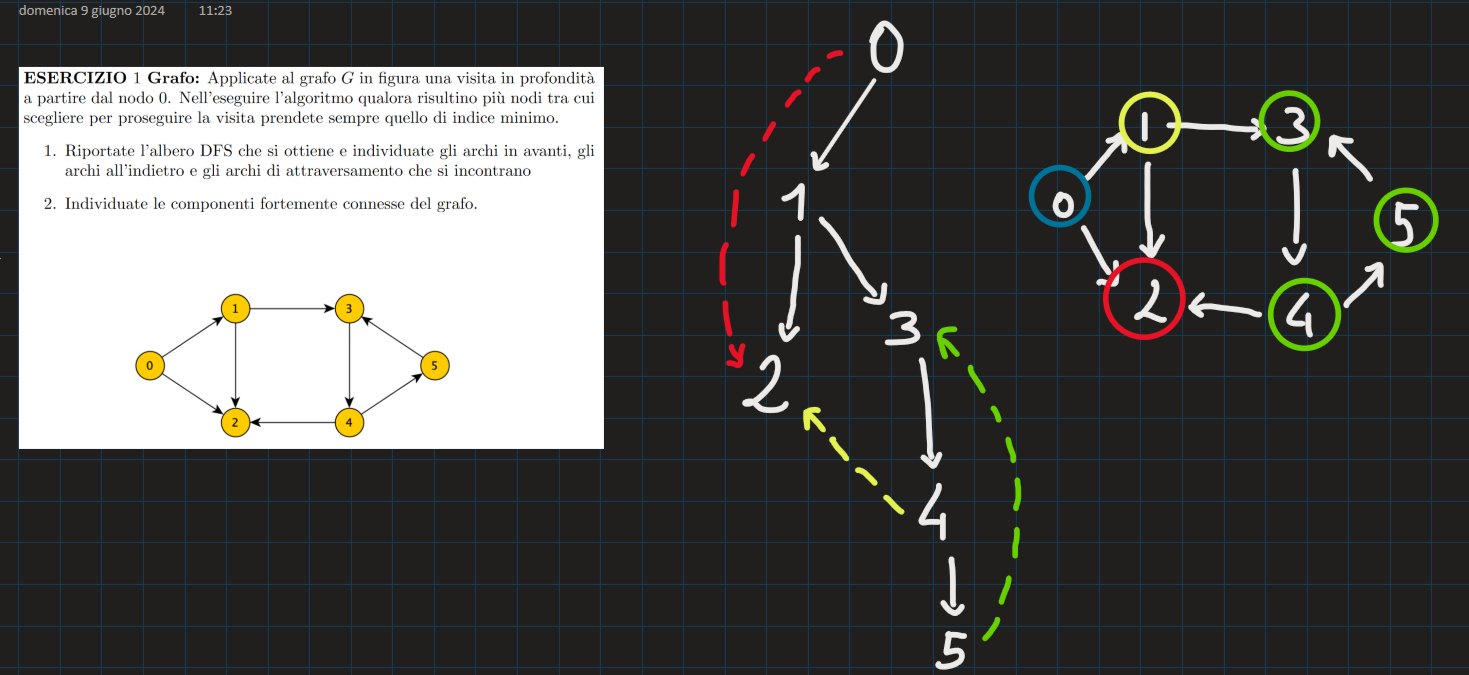 domenica 9 giugno 2024 11:23
ESERCIZIO 1 Grafo: Applicate al grafo G in figura una visita in profondità
a partire dal nodo 0. Nell'eseguire l'algoritmo qualora risultino più nodi tra cui
scegliere per proseguire la visita prendete sempre quello di indice minimo.
1. Riportate l'albero DFS che si ottiene e individuate gli archi in avanti, gli
archi all'indietro e gli archi di attraversamento che si incontrano
2. Individuate le componenti fortemente connesse del grafo.
1 3
0 5
2 4
0
1
3
2
4
5
1 3
0 5
2 4